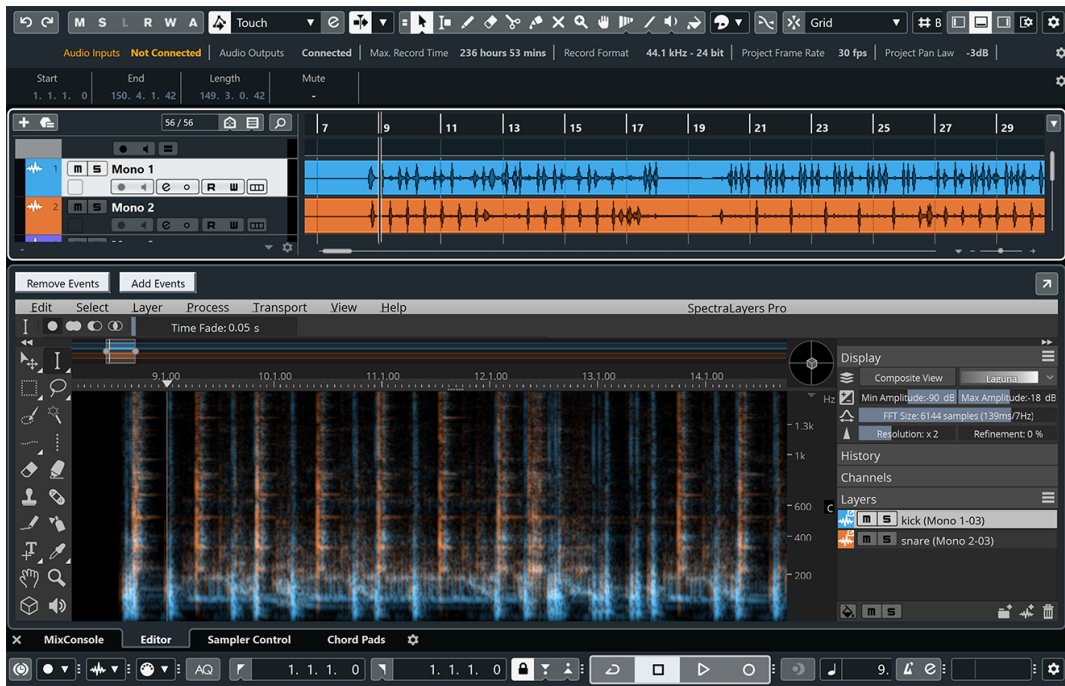 M S L R W A Touch Grid B
Audio Inputs Not Connected Audio Outputs Connected Max. Record Time 236 hours 53 mins Record Format 44.1 kHz - 24 bit Project Frame Rate 30 fps Project Pan Law -3dB
Start End Length Mute
1. 1. 1. 0 150. 4. 1. 42 149. 3. 0. 42 -
56 / 56 7 9 11 13 15 17 19 21 23 25 27 29
1 m S Mono 1
e R W
2 m S Mono 2
e R W
Remove Events Add Events
Edit Select Layer Process Transport View Help SpectraLayers Pro
Time Fade: 0.05 s
9.1.00 10.1.00 11.1.00 12.1.00 13.1.00 14.1.00
Hz
1.3k
1k
600
400
200
C
Display
Composite View Laguna
Min Amplitude:-90 dB Max Amplitude:-18 dB
FFT Size: 6144 samples (139ms/7Hz)
Resolution: x 2 Refinement: 0 %
History
Channels
Layers
m S kick (Mono 1-03)
m S snare (Mono 2-03)
m S
MixConsole Editor Sampler Control Chord Pads
AQ 1. 1. 1. 0 1. 1. 1. 0 9. e